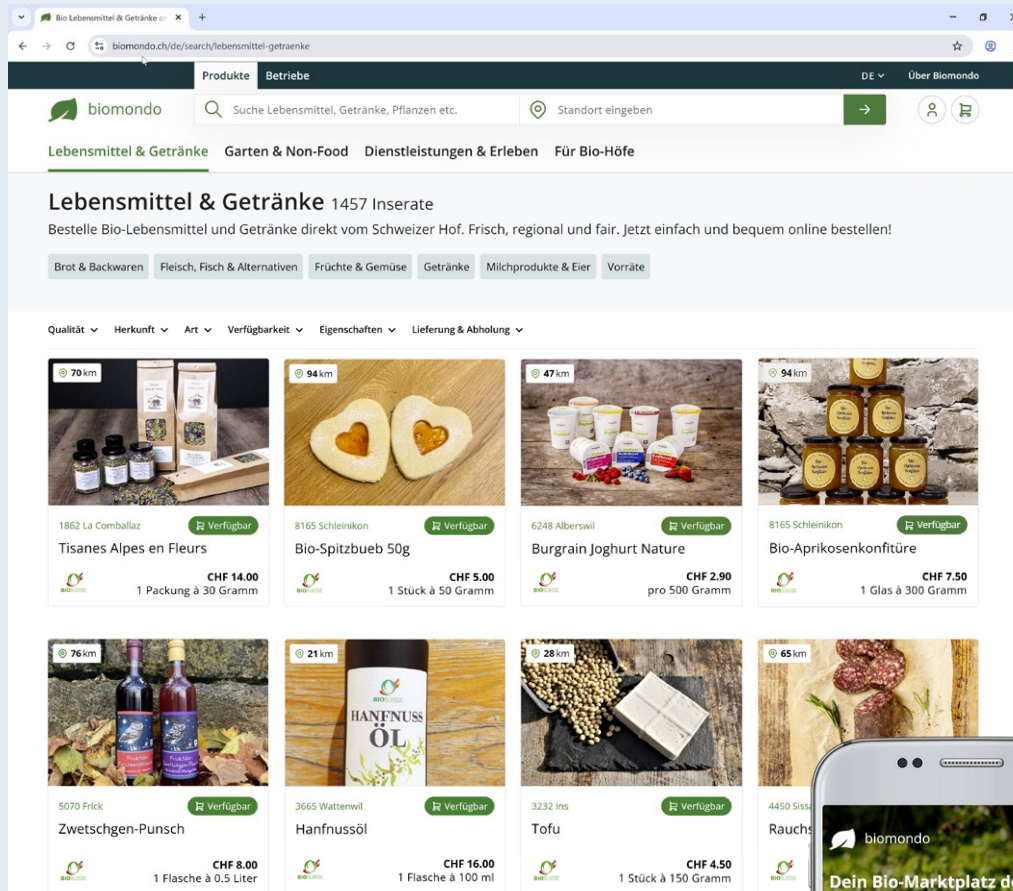 Bio Lebensmittel & Getränke or
biomondo.ch/de/search/lebensmittel-getraenke
Produkte Betriebe DE Über Biomondo
biomondo Suche Lebensmittel, Getränke, Pflanzen etc. Standort eingeben
Lebensmittel & Getränke Garten & Non-Food Dienstleistungen & Erleben Für Bio-Höfe
Lebensmittel & Getränke 1457 Inserate
Bestelle Bio-Lebensmittel und Getränke direkt vom Schweizer Hof. Frisch, regional und fair. Jetzt einfach und bequem online bestellen!
Brot & Backwaren Fleisch, Fisch & Alternativen Früchte & Gemüse Getränke Milchprodukte & Eier Vorräte
Qualität Herkunft Art Verfügbarkeit Eigenschaften Lieferung & Abholung
70 km 94 km 47 km 94 km
1862 La Comballaz Verfügbar 8165 Schleinikon Verfügbar 6248 Alberswil Verfügbar 8165 Schleinikon Verfügbar
Tisanes Alpes en Fleurs Bio-Spitzbueb 50g Burgrain Joghurt Nature Bio-Aprikosenkonfitüre
CHF 14.00 CHF 5.00 CHF 2.90 CHF 7.50
1 Packung à 30 Gramm 1 Stück à 50 Gramm pro 500 Gramm 1 Glas à 300 Gramm
76 km 21 km 28 km 65 km
BIOSUISSE
HANFNUSS
ÖL
5070 Frick Verfügbar 3665 Wattenwil Verfügbar 3232 Ins Verfügbar 4450 Siss
Zwetschgen-Punsch Hanfnussöl Tofu Rauchs
CHF 8.00 CHF 16.00 CHF 4.50
1 Flasche à 0.5 Liter 1 Flasche à 100 ml 1 Stück à 150 Gramm
biomondo
Dein Bio-Marktplatz de